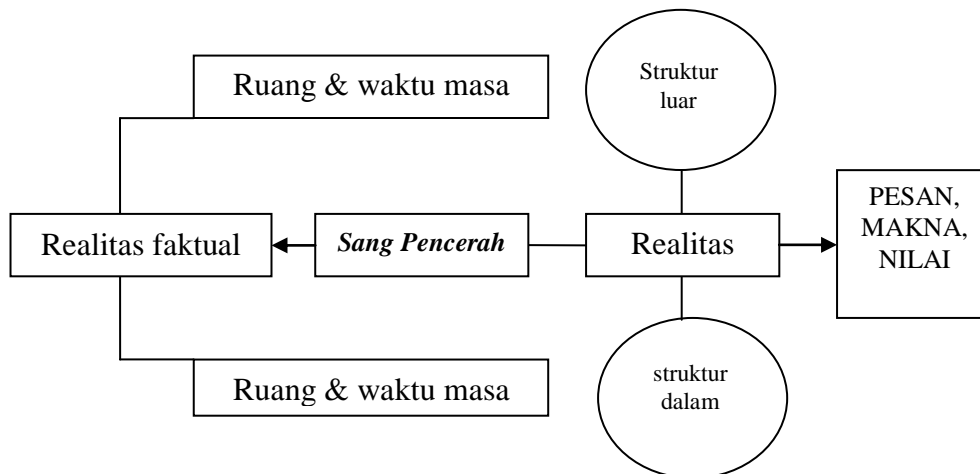 Ruang & waktu masa
Struktur
luar
Realitas faktual
Sang Pencerah
Realitas
PESAN,
MAKNA,
NILAI
Ruang & waktu masa
struktur
dalam